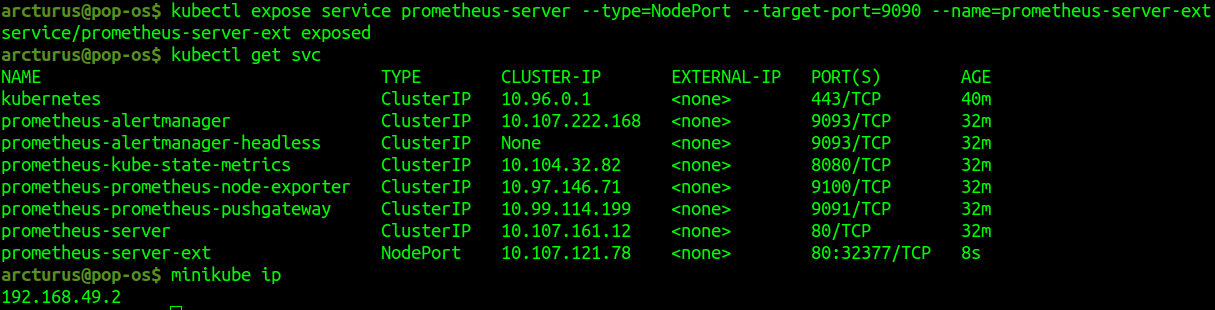 arcturus@pop-os$ kubectl expose service prometheus-server --type=NodePort --target-port=9090 --name=prometheus-server-ext
service/prometheus-server-ext exposed
arcturus@pop-os$ kubectl get svc
NAME TYPE CLUSTER-IP EXTERNAL-IP PORT(S) AGE
kubernetes ClusterIP 10.96.0.1 <none> 443/TCP 40m
prometheus-alertmanager ClusterIP 10.107.222.168 <none> 9093/TCP 32m
prometheus-alertmanager-headless ClusterIP None <none> 9093/TCP 32m
prometheus-kube-state-metrics ClusterIP 10.104.32.82 <none> 8080/TCP 32m
prometheus-prometheus-node-exporter ClusterIP 10.97.146.71 <none> 9100/TCP 32m
prometheus-prometheus-pushgateway ClusterIP 10.99.114.199 <none> 9091/TCP 32m
prometheus-server ClusterIP 10.107.161.12 <none> 80/TCP 32m
prometheus-server-ext NodePort 10.107.121.78 <none> 80:32377/TCP 8s
arcturus@pop-os$ minikube ip
192.168.49.2